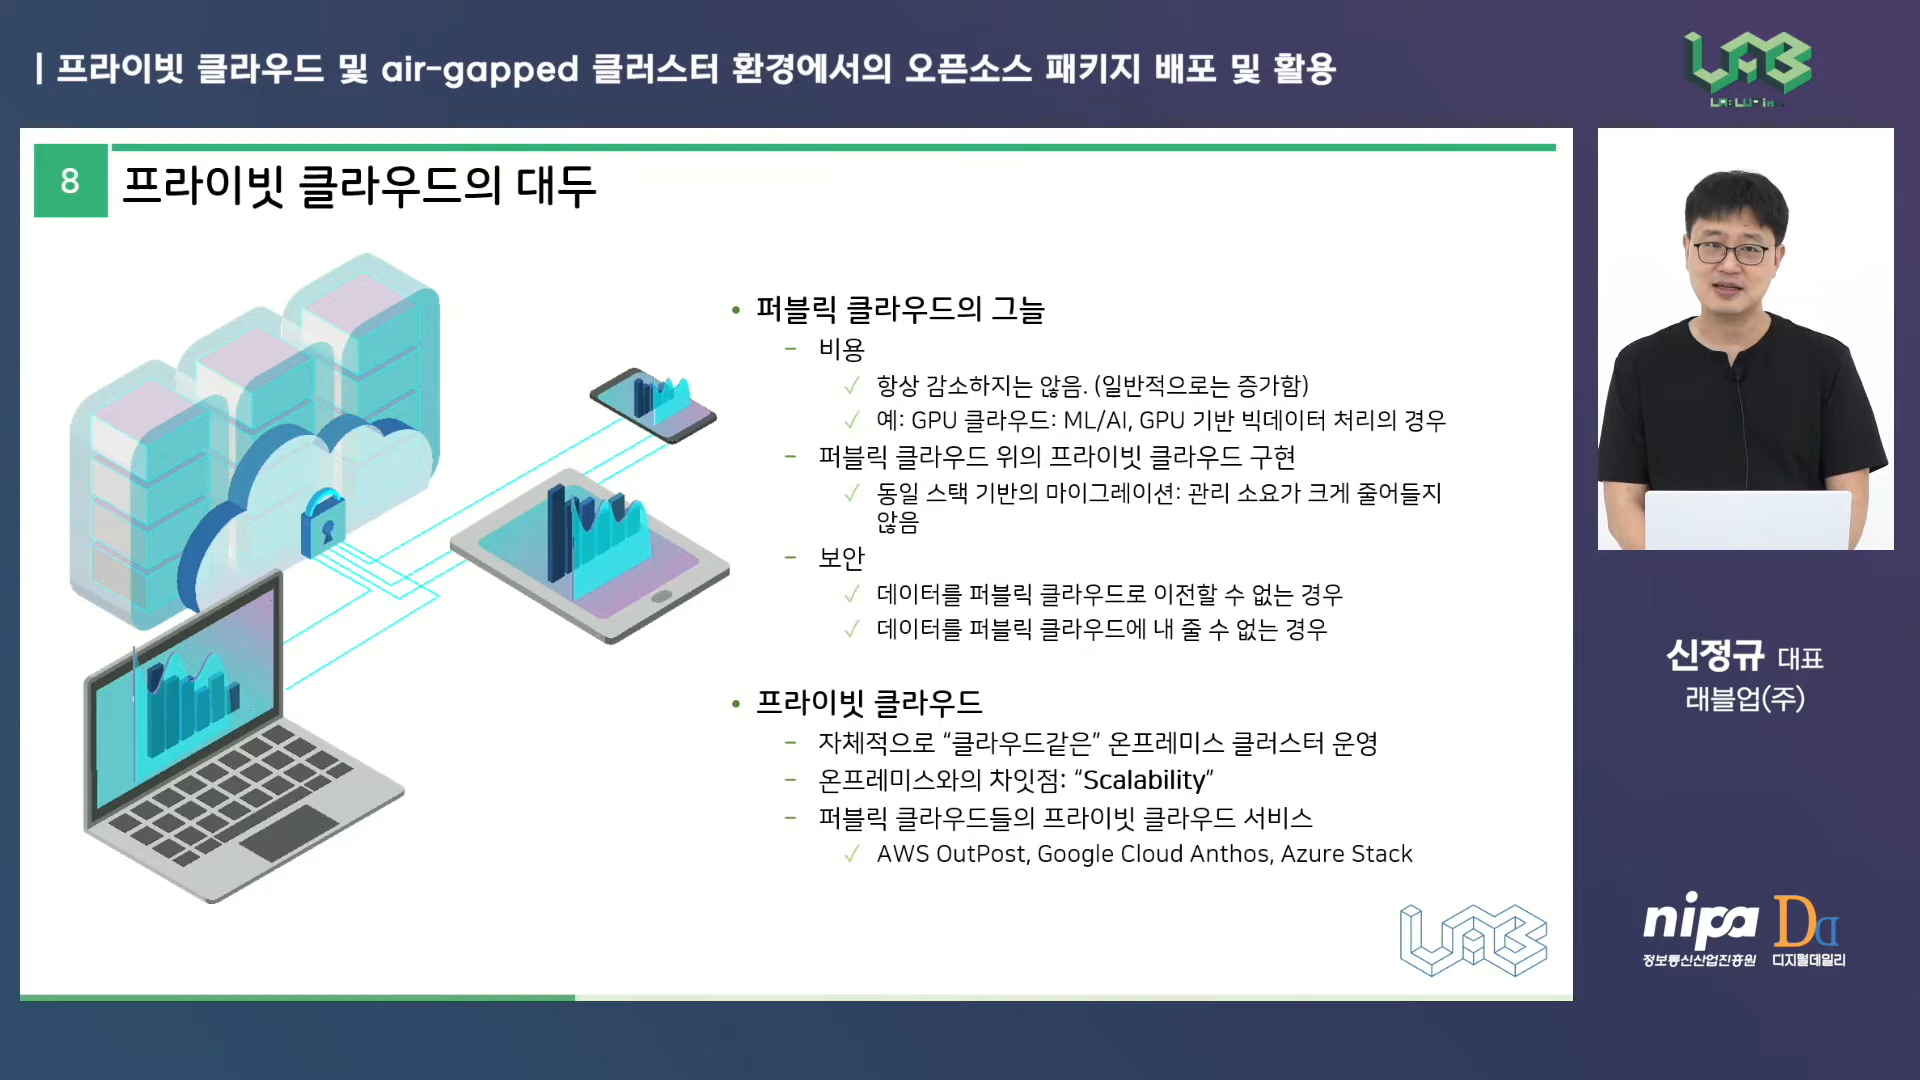 | 프라이빗 클라우드 및 air-gapped 클러스터 환경에서의 오픈소스 패키지 배포 및 활용
8
프라이빗 클라우드의 대두
• 퍼블릭 클라우드의 그늘
– 비용
✓ 항상 감소하지는 않음. (일반적으로는 증가함)
✓ 예: GPU 클라우드: ML/AI, GPU 기반 빅데이터 처리의 경우
– 퍼블릭 클라우드 위의 프라이빗 클라우드 구현
✓ 동일 스택 기반의 마이그레이션: 관리 소요가 크게 줄어들지
않음
– 보안
✓ 데이터를 퍼블릭 클라우드로 이전할 수 없는 경우
✓ 데이터를 퍼블릭 클라우드에 내 줄 수 없는 경우
• 프라이빗 클라우드
– 자체적으로 “클라우드같은” 온프레미스 클러스터 운영
– 온프레미스와의 차잇점: “Scalability”
– 퍼블릭 클라우드들의 프라이빗 클라우드 서비스
✓ AWS OutPost, Google Cloud Anthos, Azure Stack
신정규 대표
래블업(주)
nipa
정보통신산업진흥원
디지털데일리